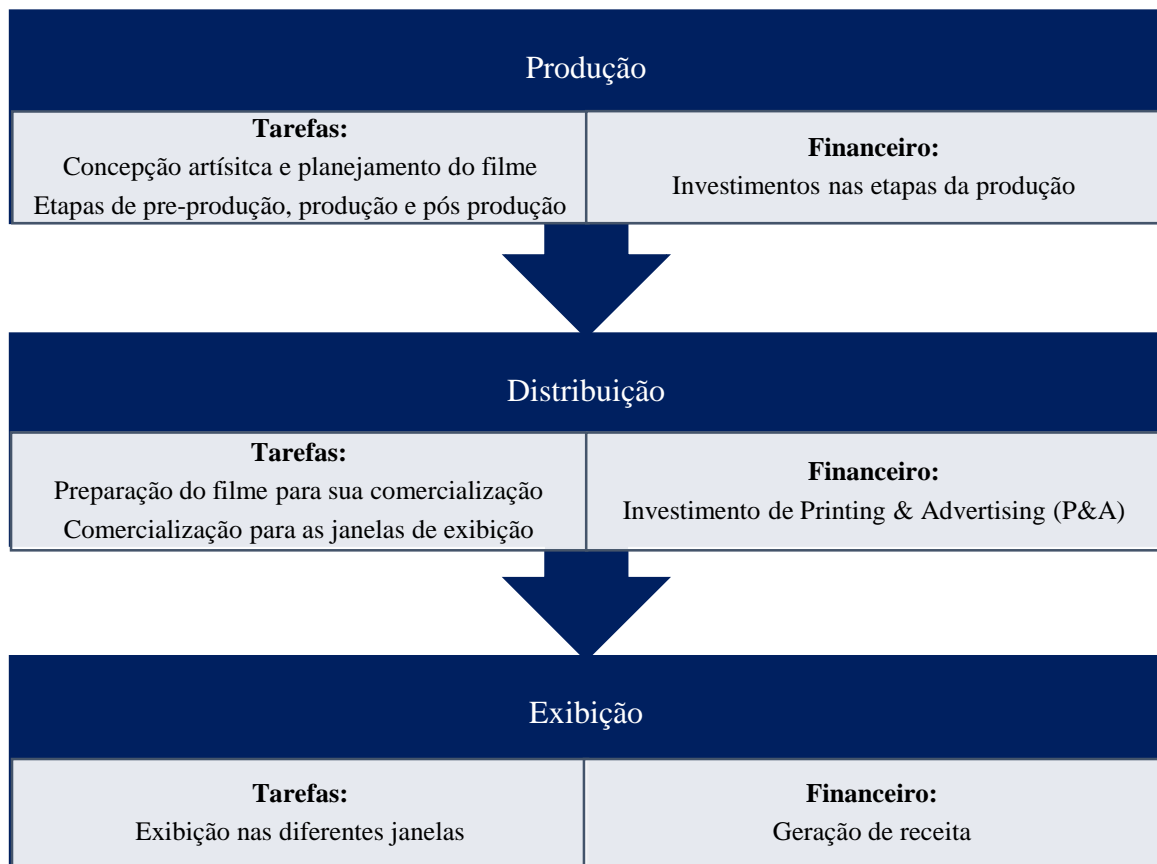 Produção
Tarefas:
Concepção artísitca e planejamento do filme
Etapas de pre-produção, produção e pós produção
Financeiro:
Investimentos nas etapas da produção
Distribuição
Tarefas:
Preparação do filme para sua comercialização
Comercialização para as janelas de exibição
Financeiro:
Investimento de Printing & Advertising (P&A)
Exibição
Tarefas:
Exibição nas diferentes janelas
Financeiro:
Geração de receita